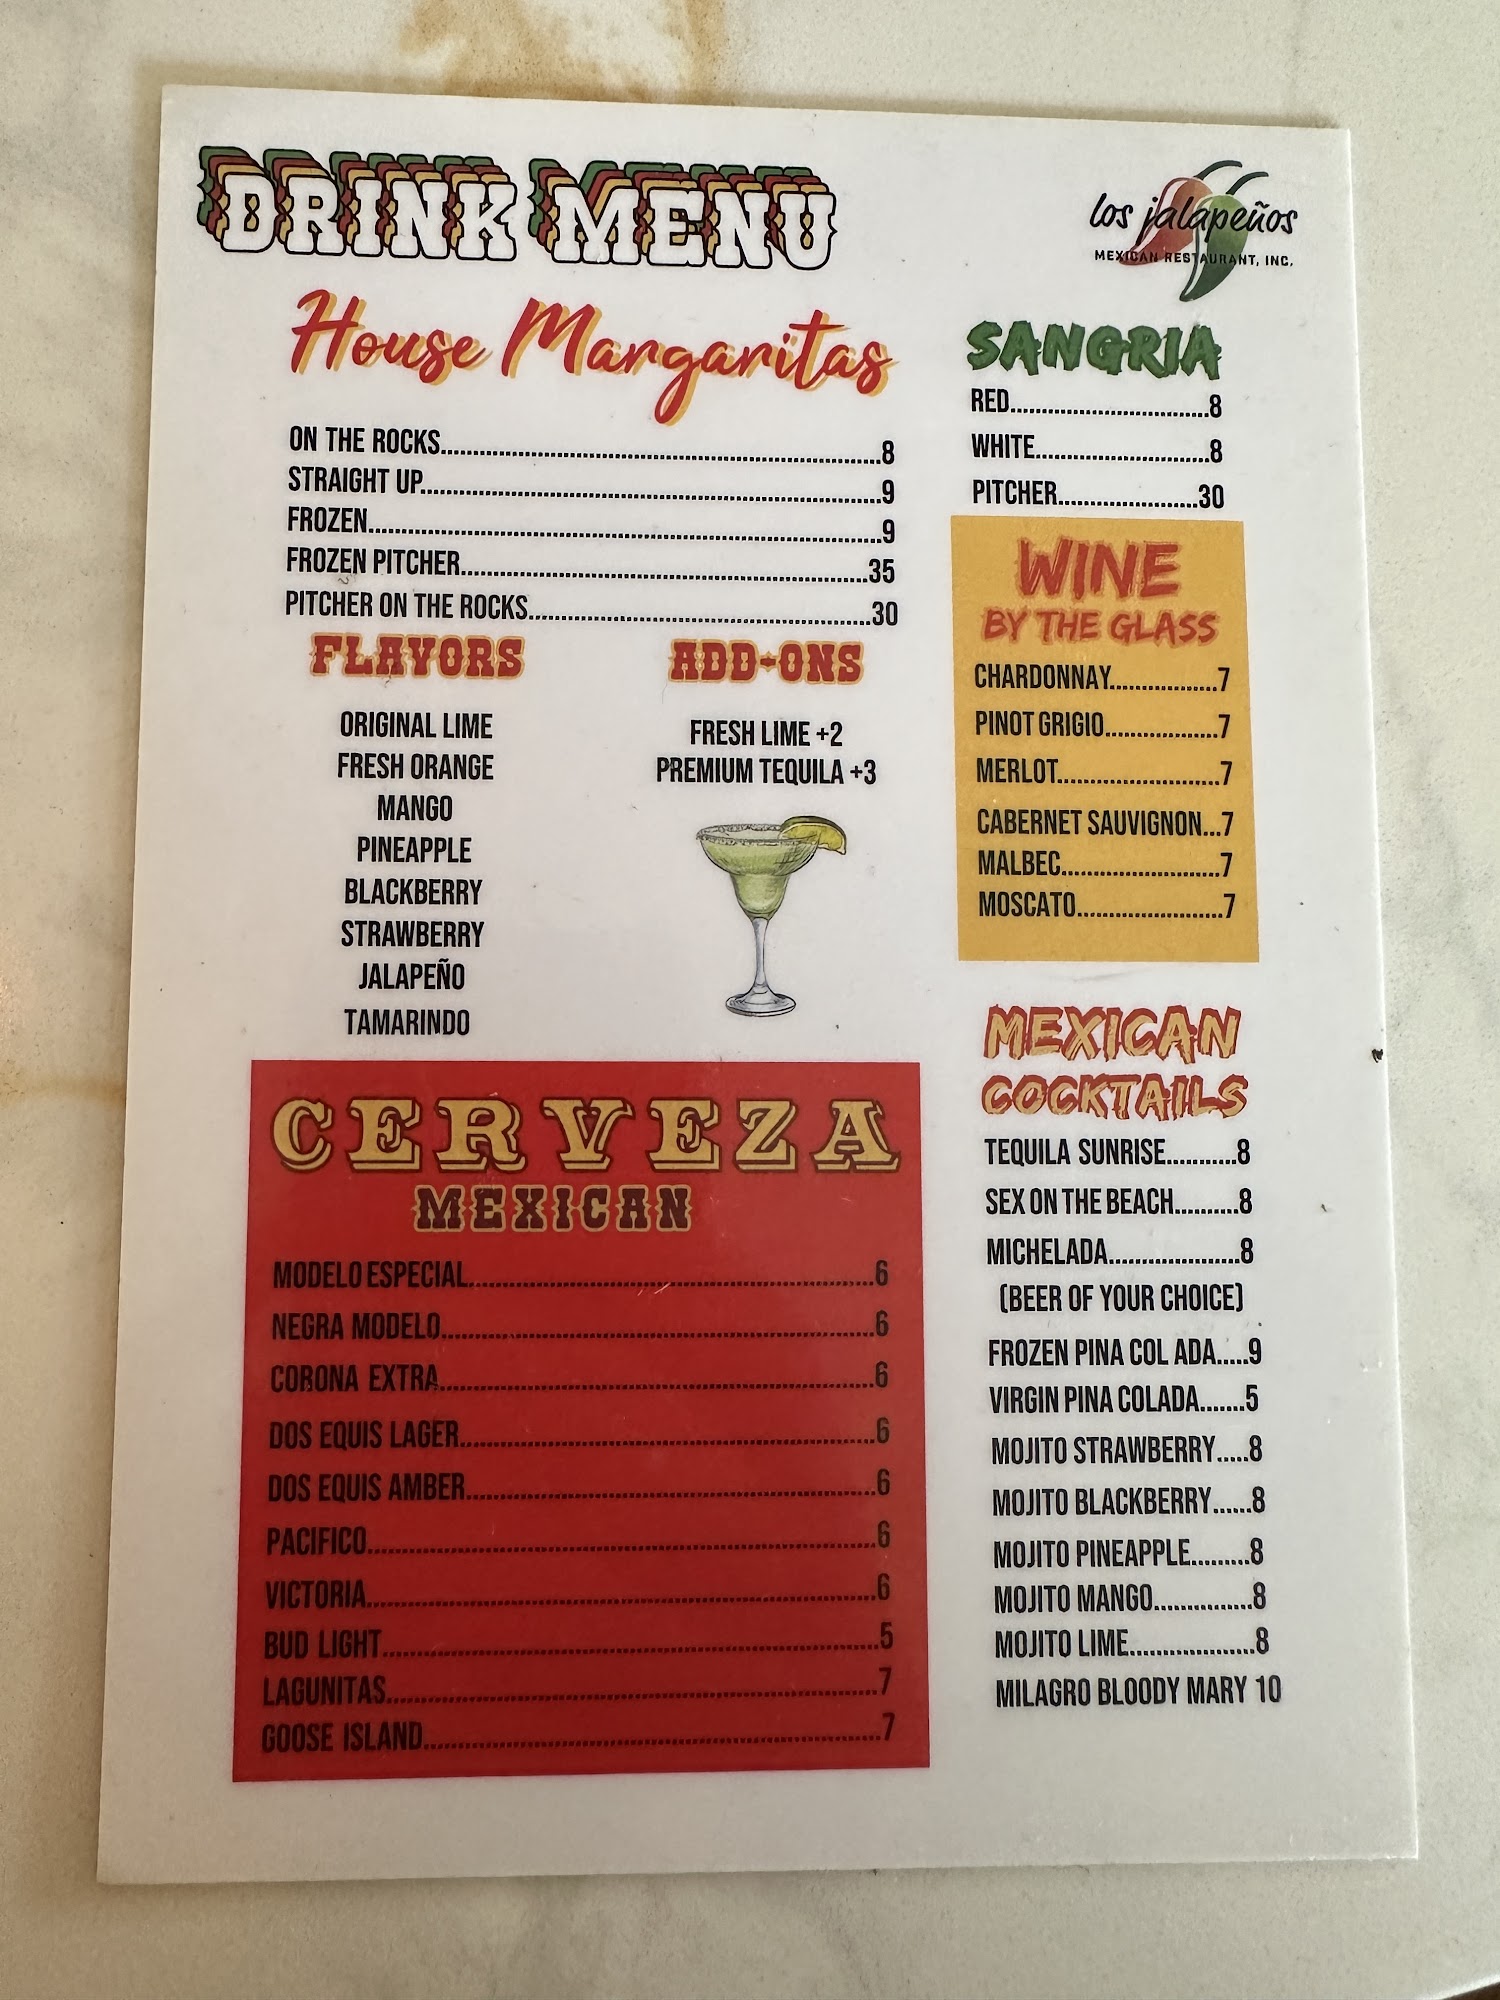 DRINK MENU
los jalapeños
MEXICAN RESTAURANT, INC.
House Margaritas
ON THE ROCKS........8
STRAIGHT UP........9
FROZEN........9
FROZEN PITCHER........35
PITCHER ON THE ROCKS........30
FLAVORS
ORIGINAL LIME
FRESH ORANGE
MANGO
PINEAPPLE
BLACKBERRY
STRAWBERRY
JALAPEÑO
TAMARINDO
ADD-ONS
FRESH LIME +2
PREMIUM TEQUILA +3
CERVEZA
MEXICAN
MODELO ESPECIAL........6
NEGRA MODELO........6
CORONA EXTRA........6
DOS EQUIS LAGER........6
DOS EQUIS AMBER........6
PACIFICO........6
VICTORIA........6
BUD LIGHT........5
LAGUNITAS........7
GOOSE ISLAND........7
SANGRIA
RED........8
WHITE........8
PITCHER........30
WINE
BY THE GLASS
CHARDONNAY........7
PINOT GRIGIO........7
MERLOT........7
CABERNET SAUVIGNON...7
MALBEC........7
MOSCATO........7
MEXICAN
COCKTAILS
TEQUILA SUNRISE...........8
SEX ON THE BEACH..........8
MICHELADA........8
(BEER OF YOUR CHOICE)
FROZEN PINA COL ADA.....9
VIRGIN PINA COLADA.......5
MOJITO STRAWBERRY.....8
MOJITO BLACKBERRY......8
MOJITO PINEAPPLE.........8
MOJITO MANGO........8
MOJITO LIME........8
MILAGRO BLOODY MARY 10